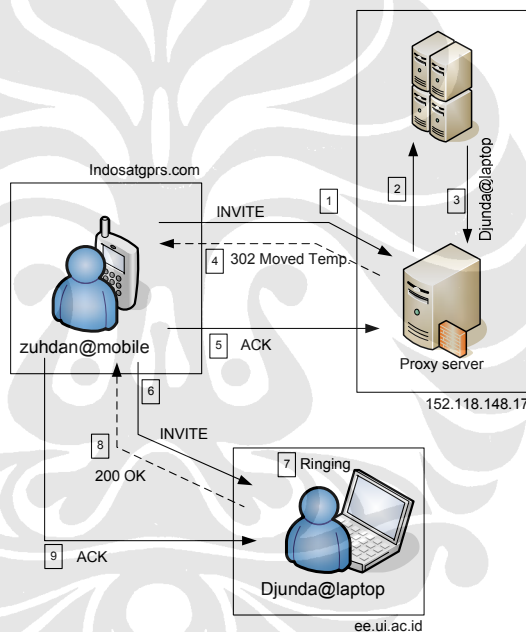 Indosatgprs.com
2
3
Djunda@laptop
1
INVITE
4
302 Moved Temp.
zuhdan@mobile
5
ACK
Proxy server
152.118.148.17
6
8
INVITE
200 OK
7
Ringing
9
ACK
Djunda@laptop
ee.ui.ac.id